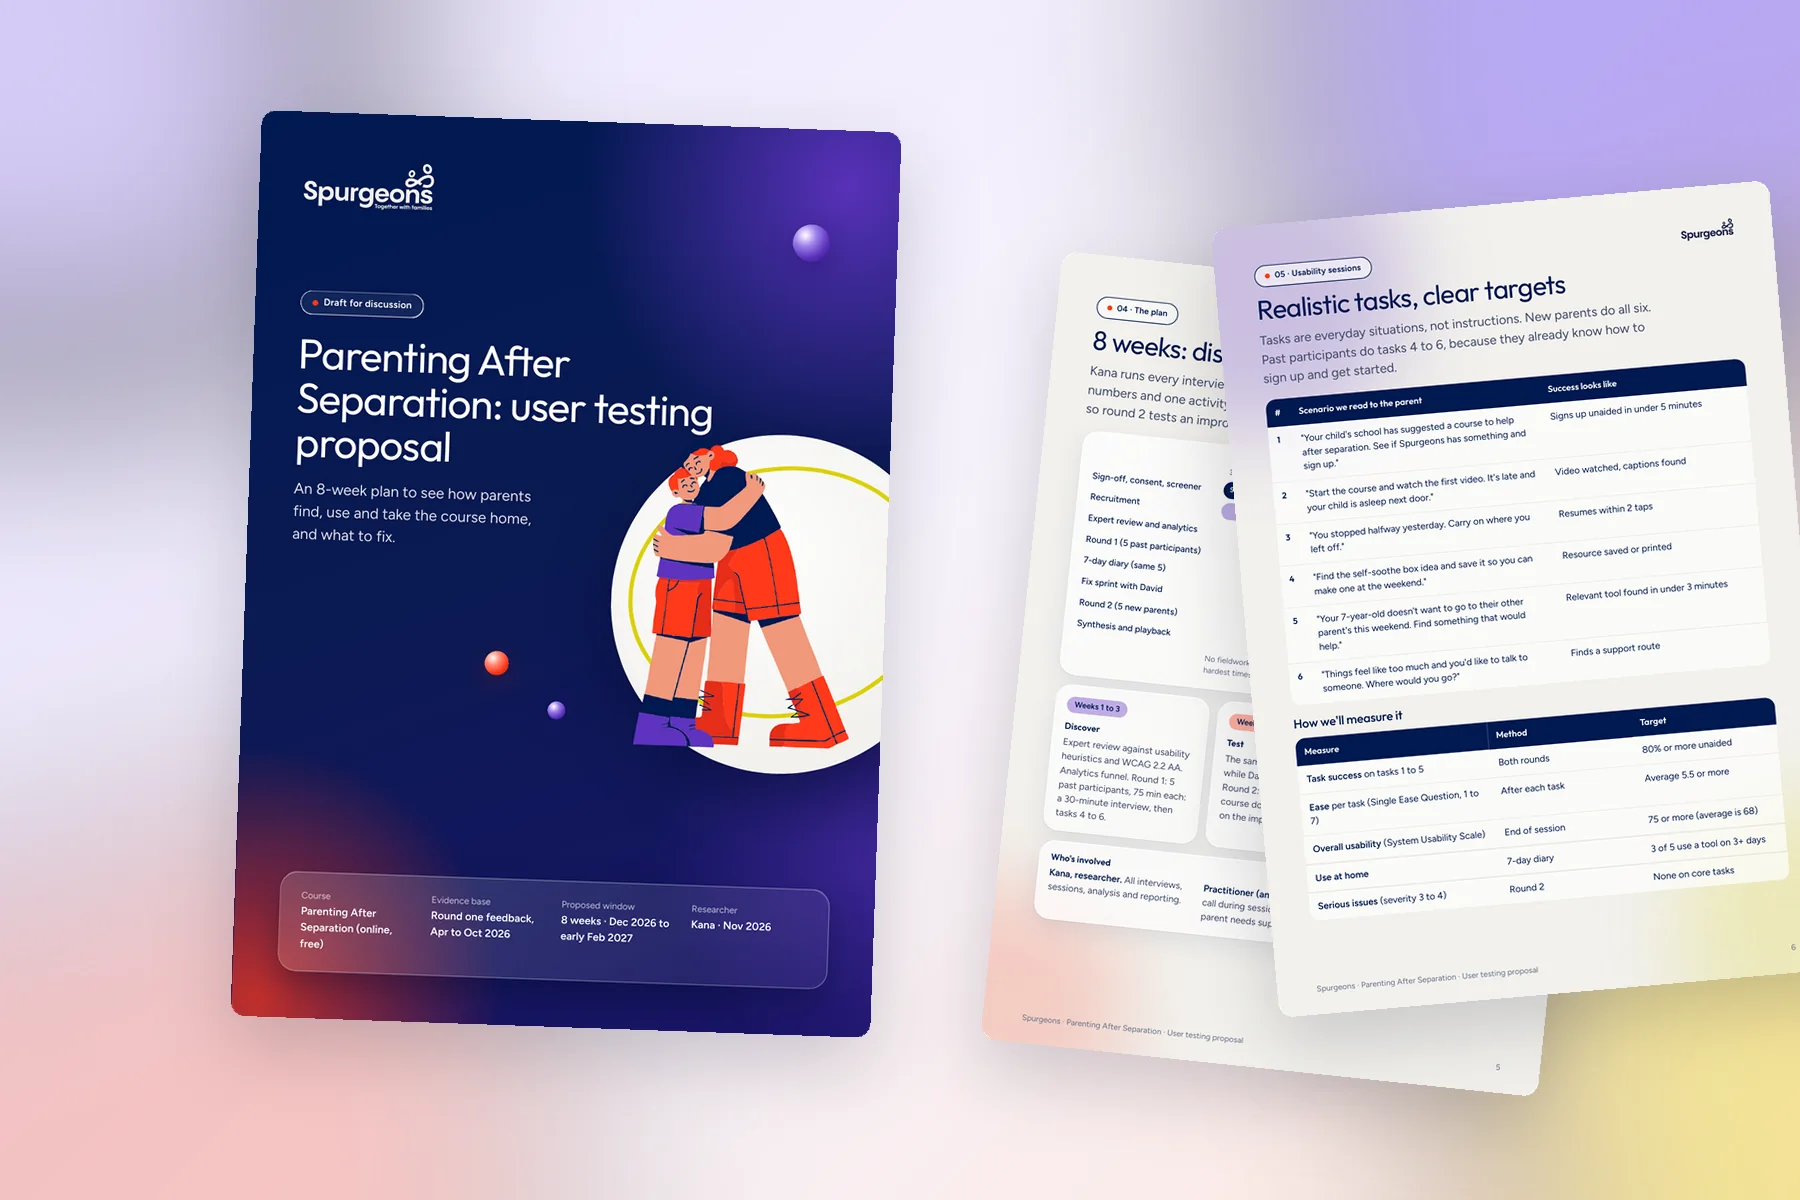 Spurgeons
Together with families
Draft for discussion
Parenting After
Separation: user testing
proposal
An 8-week plan to see how parents
find, use and take the course home,
and what to fix.
Course
Parenting After
Separation (online,
free)
Evidence base
Round one feedback,
Apr to Oct 2026
Proposed window
8 weeks · Dec 2026 to
early Feb 2027
Researcher
Kana · Nov 2026
04 · The plan
8 weeks: dis
Kana runs every intervie
numbers and one activity
so round 2 tests an impro
Sign-off, consent, screener
Recruitment
Expert review and analytics
Round 1 (5 past participants)
7-day diary (same 5)
Fix sprint with David
Round 2 (5 new parents)
Synthesis and playback
No fieldwork
hardest time
Weeks 1 to 3
Discover
Expert review against usability
heuristics and WCAG 2.2 AA.
Analytics funnel. Round 1: 5
past participants, 75 min each:
a 30-minute interview, then
tasks 4 to 6.
Wee
Test
The san
while Da
Round 2:
course do
on the imp
Who's involved
Kana, researcher. All interviews,
sessions, analysis and reporting.
Practitioner (an
call during sessi
parent needs sup
Spurgeons · Parenting After Separation · User testing proposal
5
Spurgeons
05 · Usability sessions
Realistic tasks, clear targets
Tasks are everyday situations, not instructions. New parents do all six.
Past participants do tasks 4 to 6, because they already know how to
sign up and get started.
# Scenario we read to the parent Success looks like
1 "Your child's school has suggested a course to help Signs up unaided in under 5 minutes
after separation. See if Spurgeons has something and
sign up."
2 "Start the course and watch the first video. It's late and Video watched, captions found
your child is asleep next door."
3 "You stopped halfway yesterday. Carry on where you Resumes within 2 taps
left off."
4 "Find the self-soothe box idea and save it so you can Resource saved or printed
make one at the weekend."
5 "Your 7-year-old doesn't want to go to their other Relevant tool found in under 3 minutes
parent's this weekend. Find something that would
help."
6 "Things feel like too much and you'd like to talk to Finds a support route
someone. Where would you go?"
How we'll measure it
Measure Method Target
Task success on tasks 1 to 5 Both rounds 80% or more unaided
Ease per task (Single Ease Question, 1 to After each task Average 5.5 or more
7)
Overall usability (System Usability Scale) End of session 75 or more (average is 68)
Use at home 7-day diary 3 of 5 use a tool on 3+ days
Serious issues (severity 3 to 4) Round 2 None on core tasks
Spurgeons · Parenting After Separation · User testing proposal
6